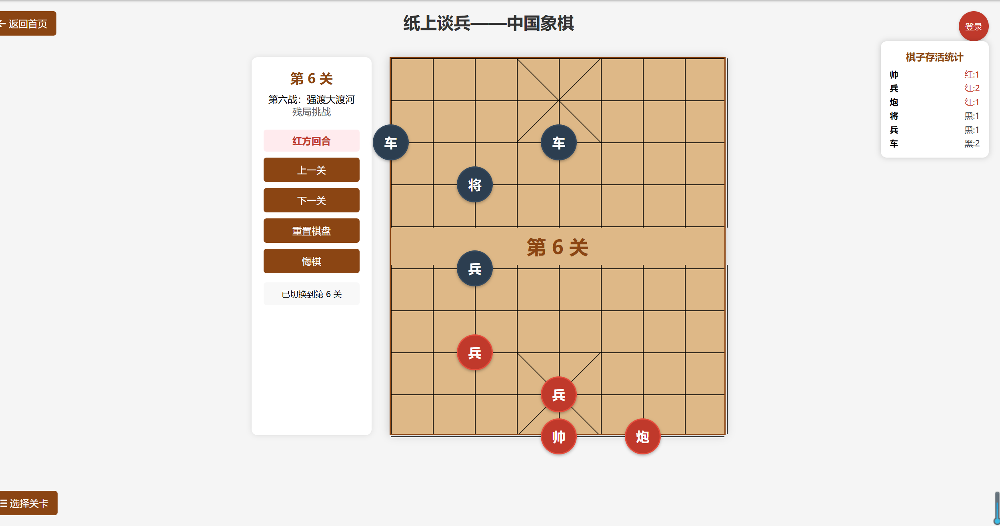 返回首页
纸上谈兵——中国象棋
登录
第 6 关
第六战：强渡大渡河
残局挑战
红方回合
上一关
下一关
重置棋盘
悔棋
已切换到第 6 关
车
车
将
第 6 关
兵
兵
兵
帅
炮
棋子存活统计
帅 红:1
兵 红:2
炮 红:1
将 黑:1
兵 黑:1
车 黑:2
选择关卡